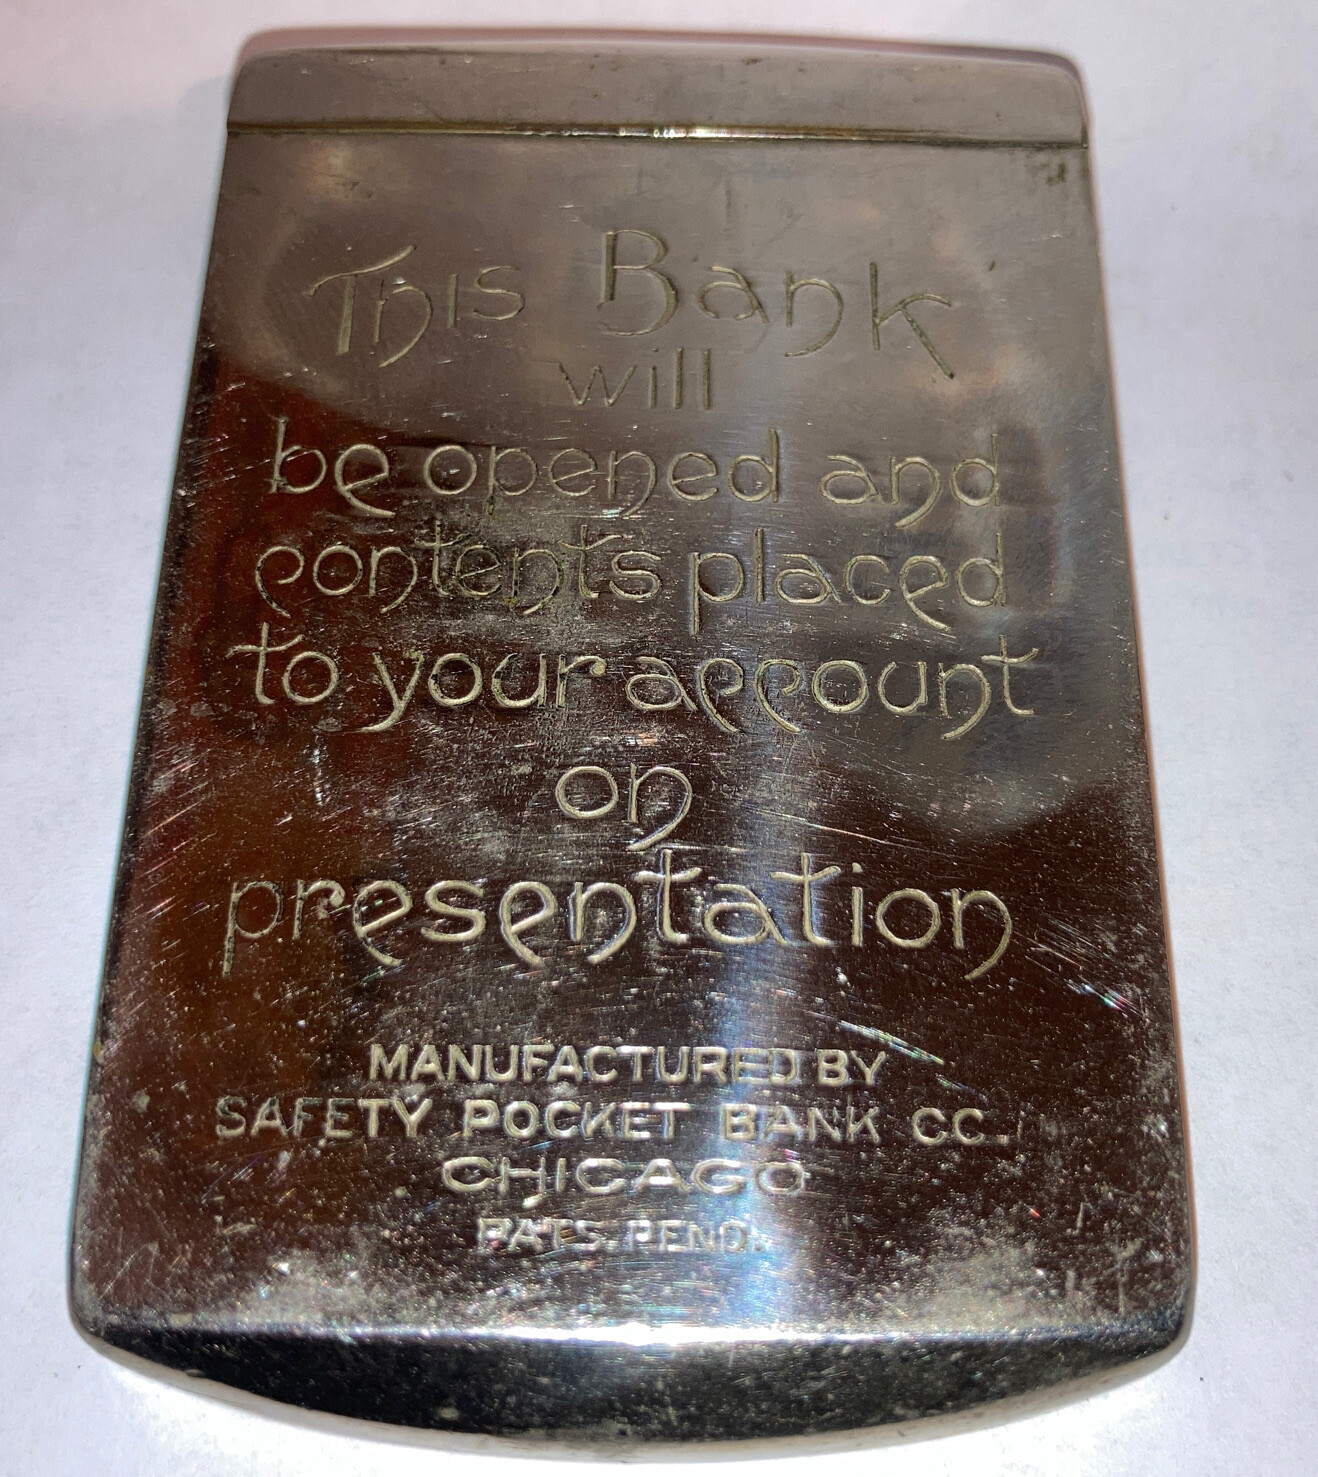 This Bank
will
be opened and
contents placed
to your account
on
presentation
MANUFACTURED BY
SAFETY POCKET BANK CO.
CHICAGO
PATS. PEND.